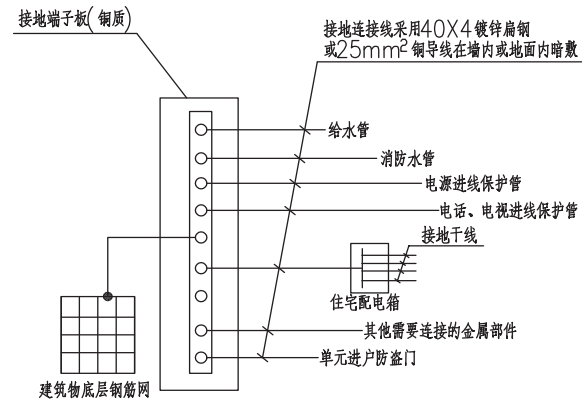 接地端子板(铜质)
接地连接线采用40X4镀锌扁钢
或25mm²铜导线在墙内或地面内暗敷
给水管
消防水管
电源进线保护管
电话、电视进线保护管
接地干线
住宅配电箱
其他需要连接的金属部件
单元进户防盗门
建筑物底层钢筋网